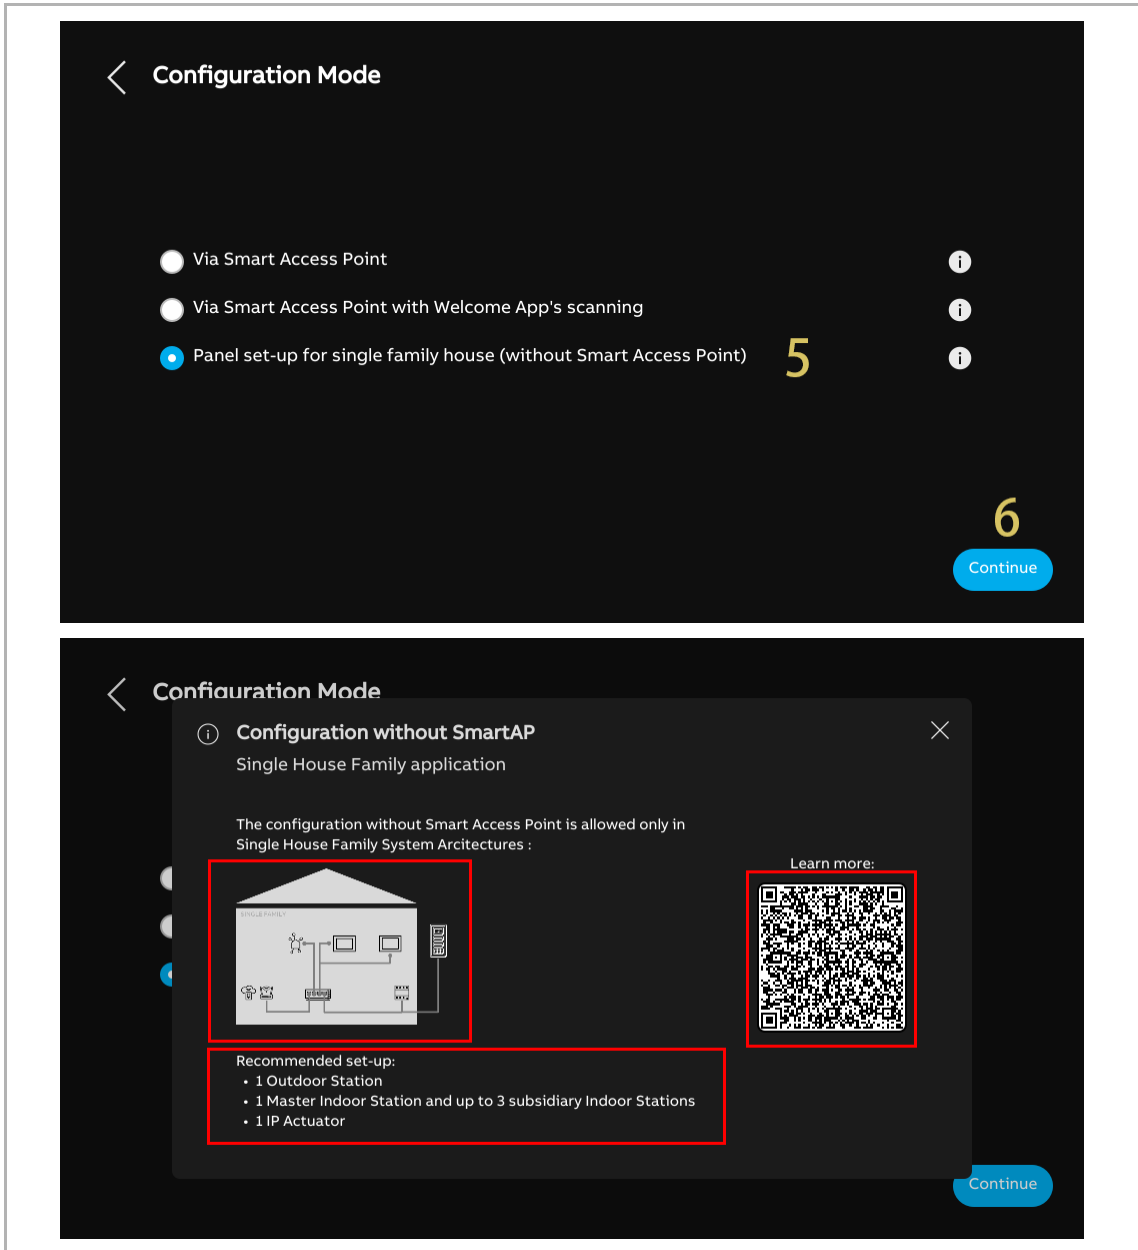 Configuration Mode
Via Smart Access Point
Via Smart Access Point with Welcome App's scanning
Panel set-up for single family house (without Smart Access Point)
5
6
Continue
Configuration Mode
Configuration without SmartAP
Single House Family application
The configuration without Smart Access Point is allowed only in
Single House Family System Arcitectures :
Learn more:
SINGLE FAMILY
Recommended set-up:
• 1 Outdoor Station
• 1 Master Indoor Station and up to 3 subsidiary Indoor Stations
• 1 IP Actuator
Continue